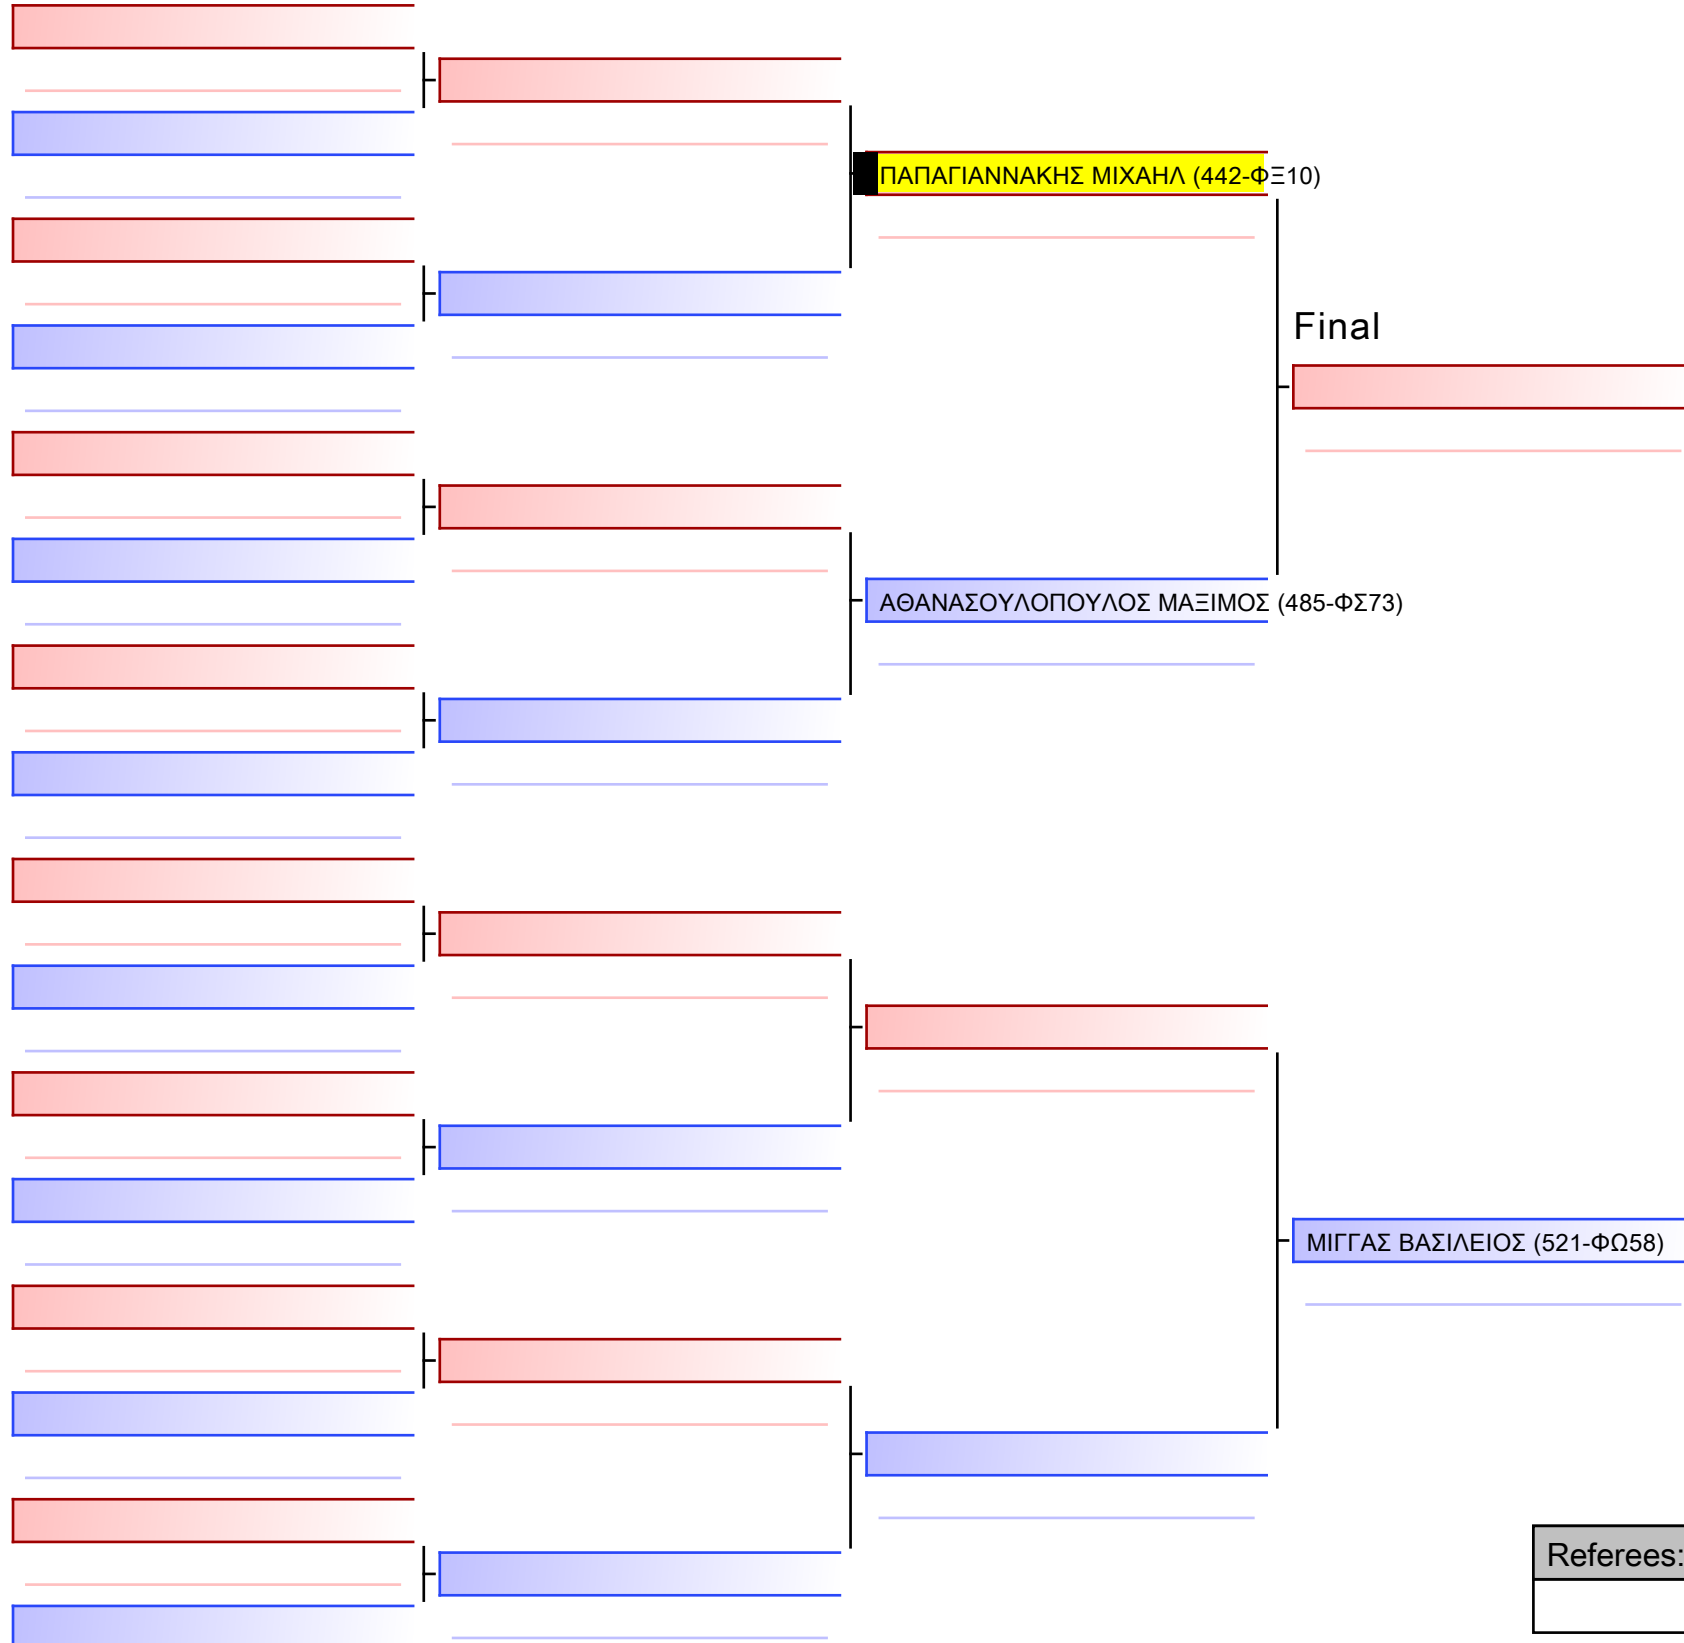 ΠΑΠΑΓΙΑΝΝΑΚΗΣ ΜΙΧΑΗΛ (442-ΦΞ10)
Final
ΑΘΑΝΑΣΟΥΛΟΠΟΥΛΟΣ ΜΑΞΙΜΟΣ (485-ΦΣ73)
ΜΙΓΓΑΣ ΒΑΣΙΛΕΙΟΣ (521-ΦΩ58)
Referees: